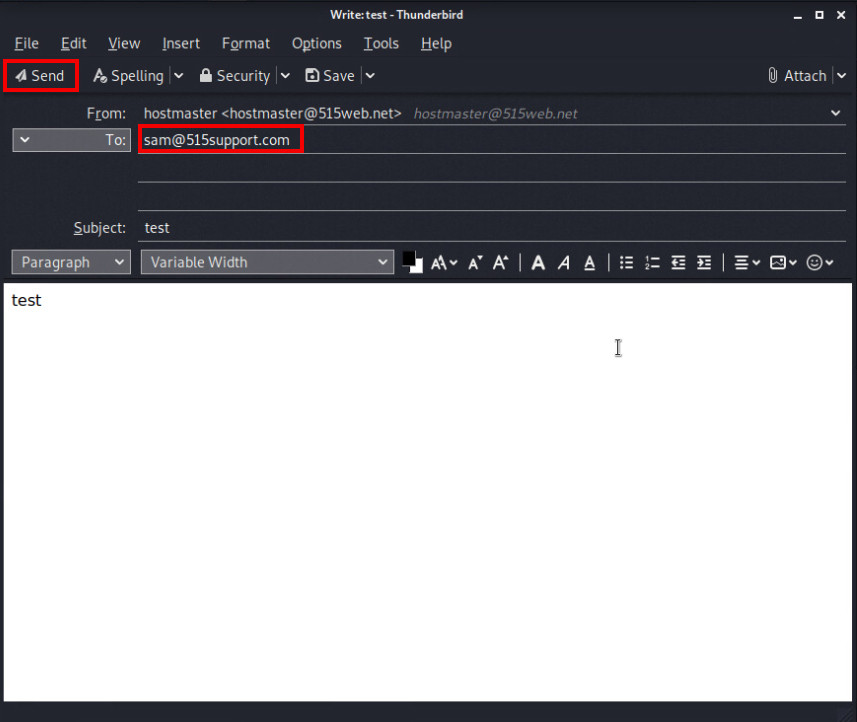 Write: test - Thunderbird
File Edit View Insert Format Options Tools Help
Send Spelling Security Save Attach
From: hostmaster <hostmaster@515web.net> hostmaster@515web.net
To: sam@515support.com
Subject: test
Paragraph Variable Width
test